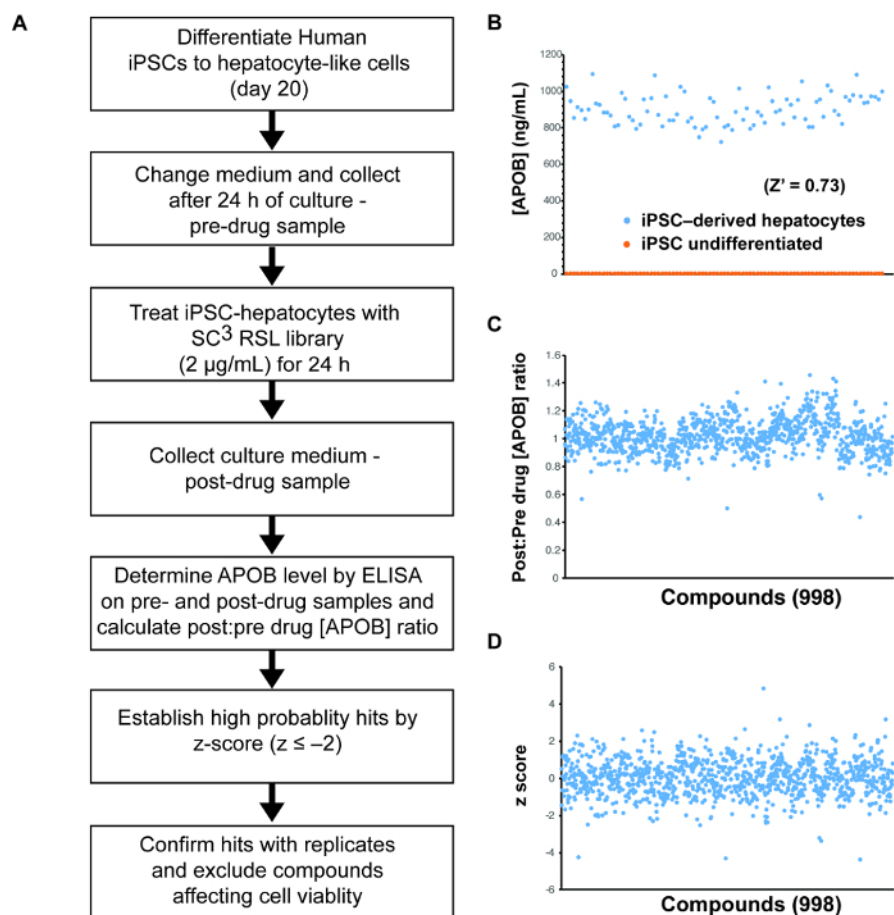 A
Differentiate Human
iPSCs to hepatocyte-like cells
(day 20)
Change medium and collect
after 24 h of culture -
pre-drug sample
Treat iPSC-hepatocytes with
SC3 RSL library
(2 µg/mL) for 24 h
Collect culture medium -
post-drug sample
Determine APOB level by ELISA
on pre- and post-drug samples and
calculate post:pre drug [APOB] ratio
Establish high probablity hits by
z-score (z ≤ –2)
Confirm hits with replicates
and exclude compounds
affecting cell viablity
B
[APOB] (ng/mL)
1200
1000
800
600
400
200
0
(Z' = 0.73)
iPSC–derived hepatocytes
iPSC undifferentiated
C
Post:Pre drug [APOB] ratio
1.6
1.4
1.2
1
0.8
0.6
0.4
0.2
0
Compounds (998)
D
z score
6
4
2
0
-2
-4
-6
Compounds (998)